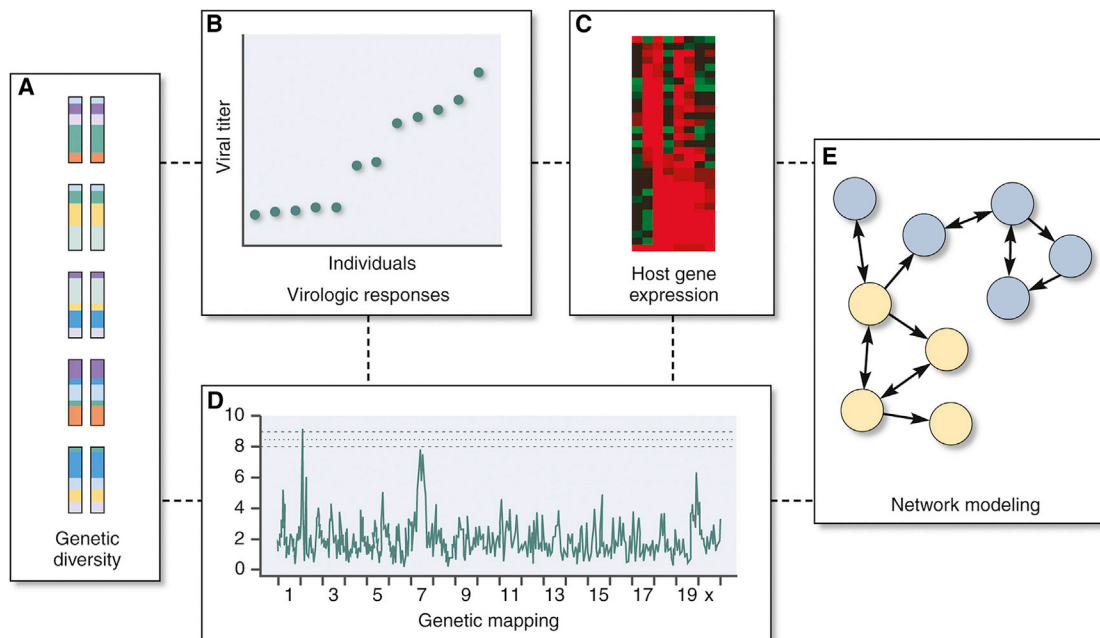 A
Genetic
diversity
B
Viral titer
Individuals
Virologic responses
C
Host gene
expression
D
10
8
6
4
2
0
1 3 5 7 9 11 13 15 17 19 x
Genetic mapping
E
Network modeling